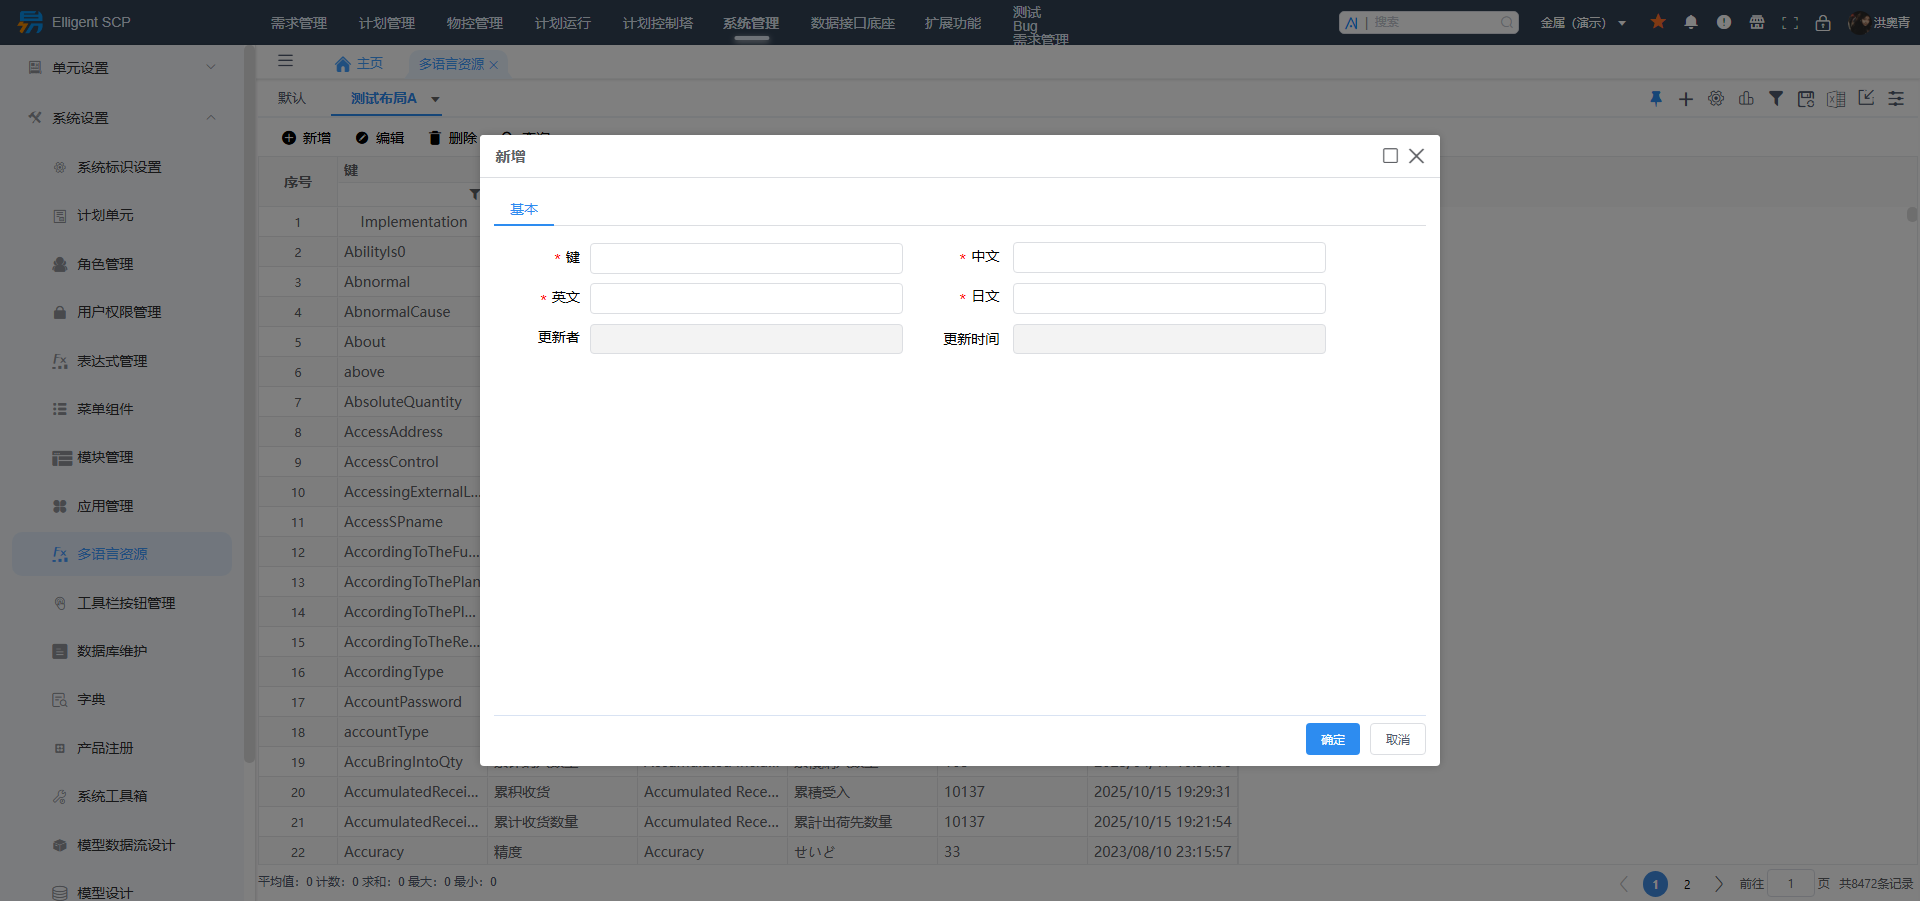 Elligent SCP
需求管理 计划管理 物控管理 计划运行 计划控制塔 系统管理 数据接口底座 扩展功能
测试
Bug
需求管理
AI | 搜索
金属（演示）
洪奥青
单元设置
系统设置
系统标识设置
计划单元
角色管理
用户权限管理
表达式管理
菜单组件
模块管理
应用管理
多语言资源
工具栏按钮管理
数据库维护
字典
产品注册
系统工具箱
模型数据流设计
模型设计
主页 多语言资源
默认 测试布局A
新增 编辑 删除
序号 键
1 Implementation
2 AbilityIs0
3 Abnormal
4 AbnormalCause
5 About
6 above
7 AbsoluteQuantity
8 AccessAddress
9 AccessControl
10 AccessingExternalL...
11 AccessSPname
12 AccordingToTheFu...
13 AccordingToThePlan
14 AccordingToThePl...
15 AccordingToTheRe...
16 AccordingType
17 AccountPassword
18 accountType
19 AccuBringIntoQty
20 AccumulatedRecei... 累积收货 Accumulated Rece... 累積受入 10137 2025/10/15 19:29:31
21 AccumulatedRecei... 累计收货数量 Accumulated Rece... 累計出荷先数量 10137 2025/10/15 19:21:54
22 Accuracy 精度 Accuracy せいど 33 2023/08/10 23:15:57
平均值：0 计数：0 求和：0 最大：0 最小：0
1 2 前往 1 页 共8472条记录
新增
基本
* 键
* 中文
* 英文
* 日文
更新者
更新时间
确定 取消